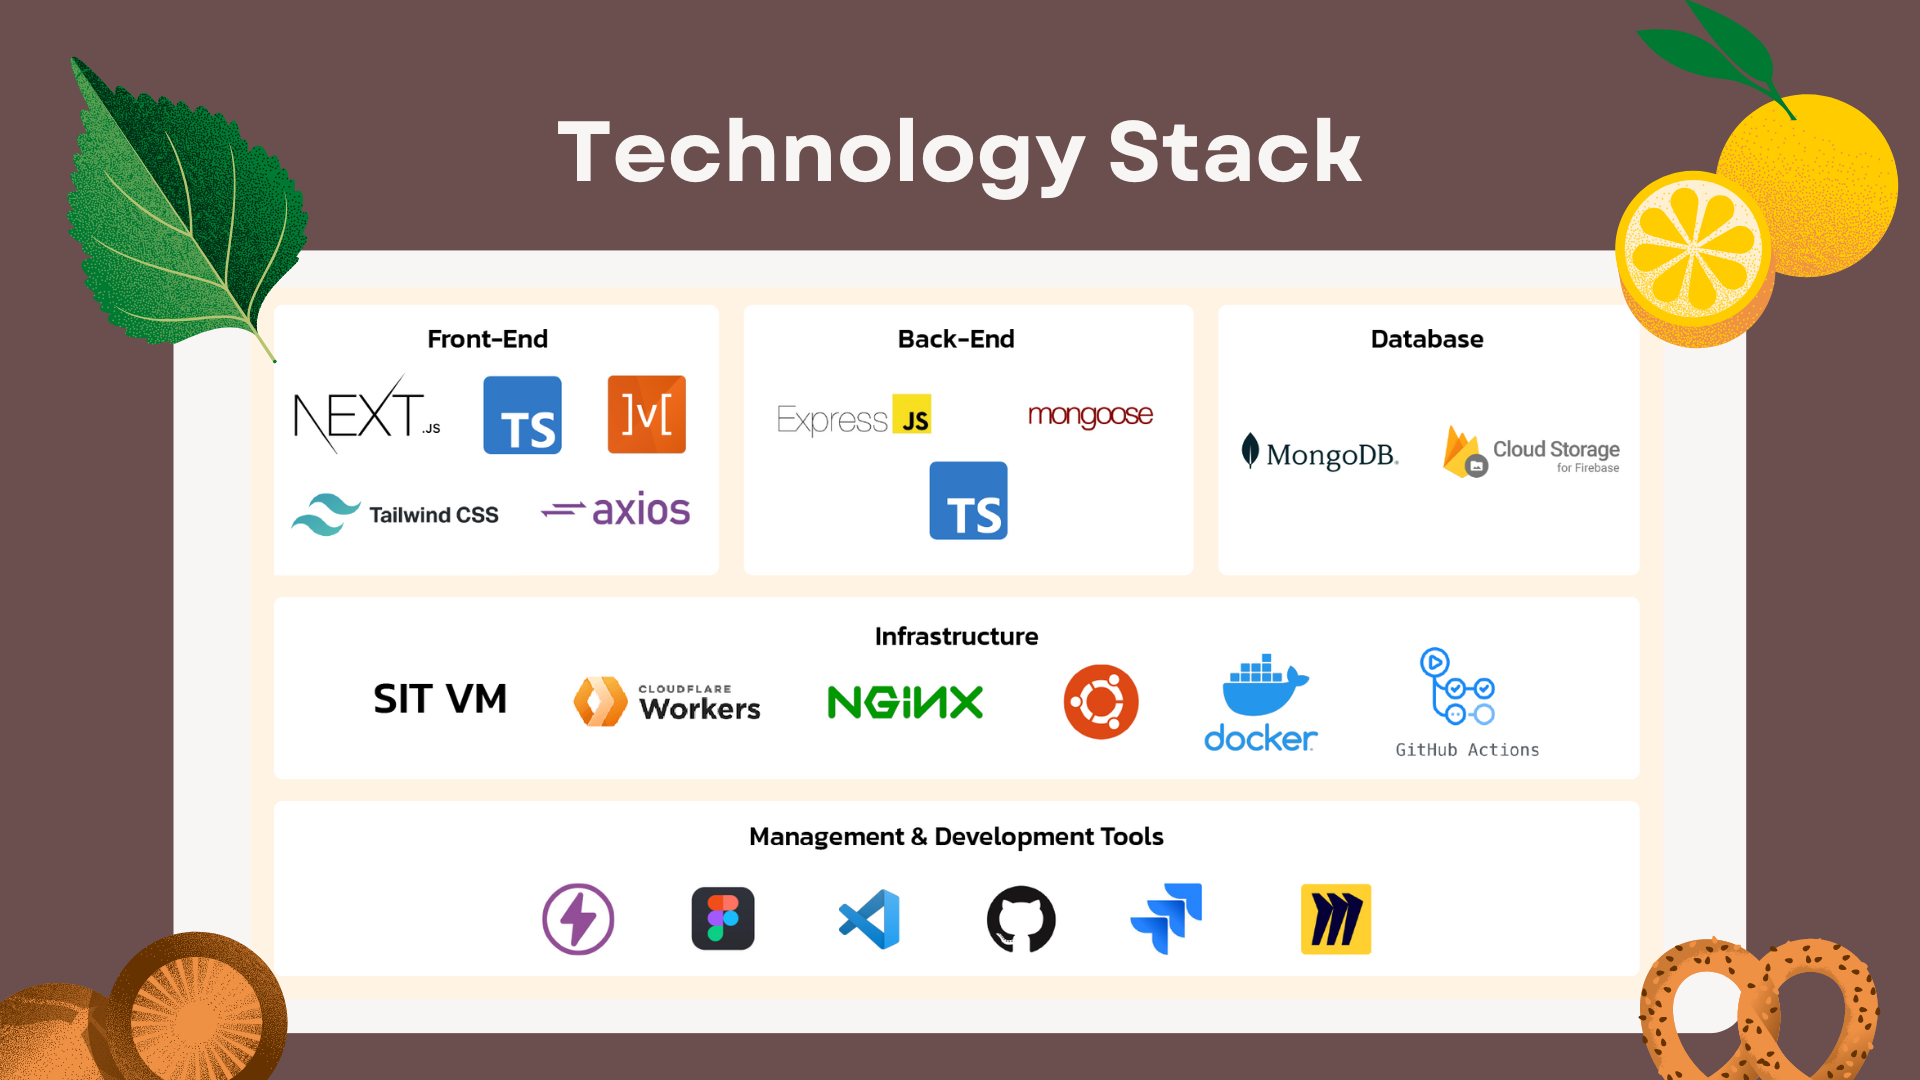 Technology Stack
Front-End
NEXT.JS
TS
]v[
Tailwind CSS
axios
Back-End
Express JS
mongoose
TS
Database
MongoDB®
Cloud Storage
for Firebase
Infrastructure
SIT VM
CLOUDFLARE
Workers
NGiNX
docker
GitHub Actions
Management & Development Tools